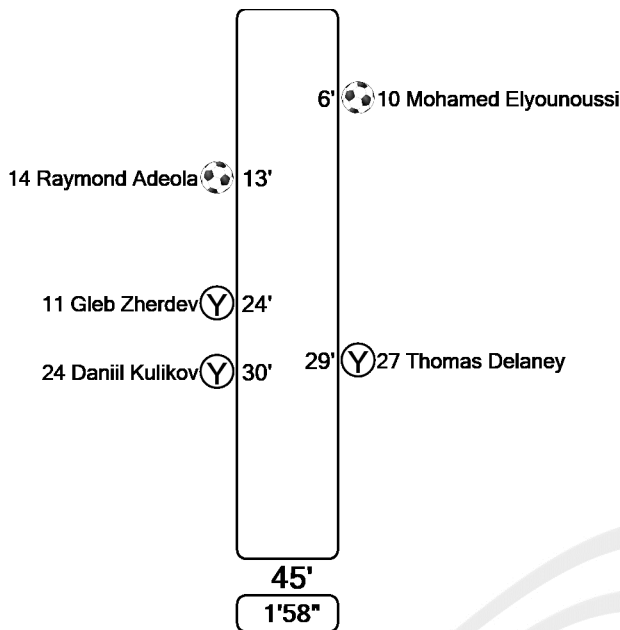 6' 10 Mohamed Elyounoussi
14 Raymond Adeola 13'
11 Gleb Zherdev Y 24'
29' Y 27 Thomas Delaney
24 Daniil Kulikov Y 30'
45'
1'58"